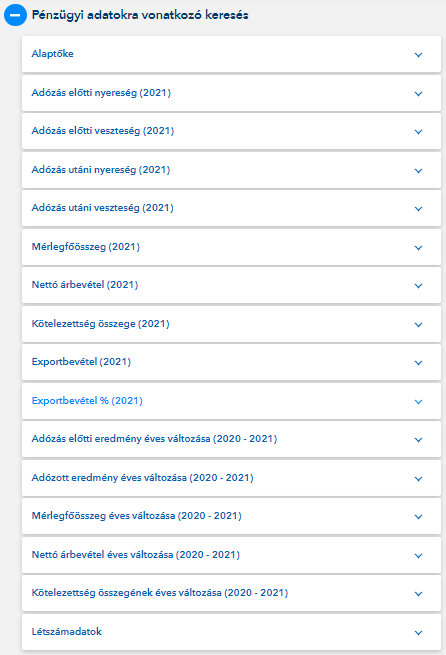 Pénzügyi adatokra vonatkozó keresés
Alaptőke
Adózás előtti nyereség (2021)
Adózás előtti veszteség (2021)
Adózás utáni nyereség (2021)
Adózás utáni veszteség (2021)
Mérlegfőösszeg (2021)
Nettó árbevétel (2021)
Kötelezettség összege (2021)
Exportbevétel (2021)
Exportbevétel % (2021)
Adózás előtti eredmény éves változása (2020 - 2021)
Adózott eredmény éves változása (2020 - 2021)
Mérlegfőösszeg éves változása (2020 - 2021)
Nettó árbevétel éves változása (2020 - 2021)
Kötelezettség összegének éves változása (2020 - 2021)
Létszámadatok